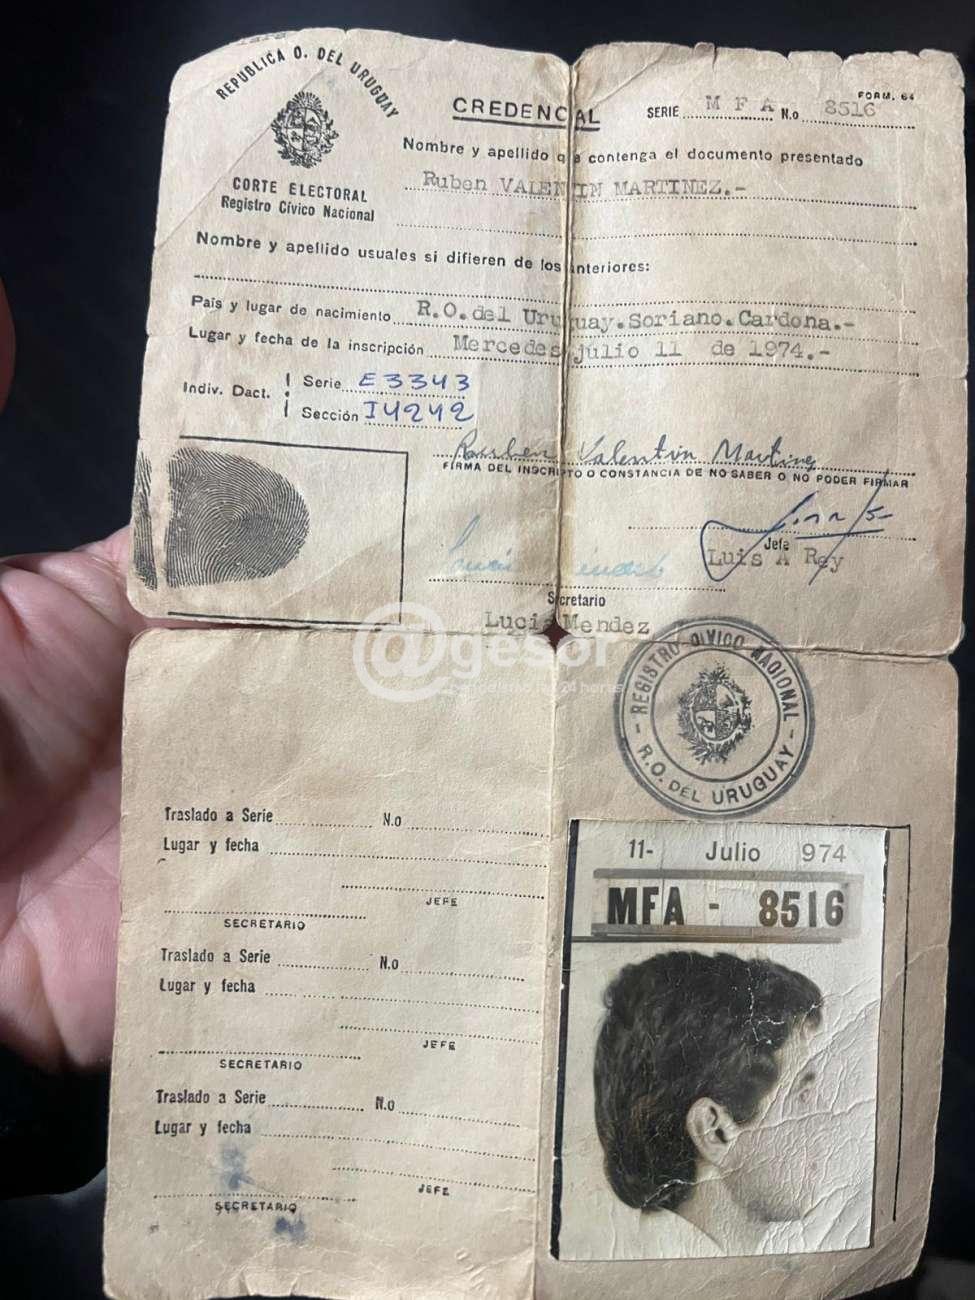 REPUBLICA O. DEL URUGUAY
CORTE ELECTORAL
Registro Cívico Nacional
FORM. 64
CREDENCIAL SERIE M F A N.o 8516
Nombre y apellido que contenga el documento presentado
Ruben VALENTIN MARTINEZ.-
Nombre y apellido usuales si difieren de los anteriores:
País y lugar de nacimiento R.O.del Uruguay.Soriano.Cardona.-
Lugar y fecha de la inscripción Mercedes julio 11 de 1974.-
Indiv. Dact. Serie E3343
Sección I4242
Ruben Valentin Martinez
FIRMA DEL INSCRIPTO O CONSTANCIA DE NO SABER O NO PODER FIRMAR
Jefe
Luis A Rey
Secretario
Mendez
@gesor
REGISTRO CIVICO NACIONAL
R.O. DEL URUGUAY
Traslado a Serie N.o
Lugar y fecha
JEFE
SECRETARIO
Traslado a Serie N.o
Lugar y fecha
JEFE
SECRETARIO
Traslado a Serie N.o
Lugar y fecha
JEFE
SECRETARIO
11- Julio 974
MFA - 8516